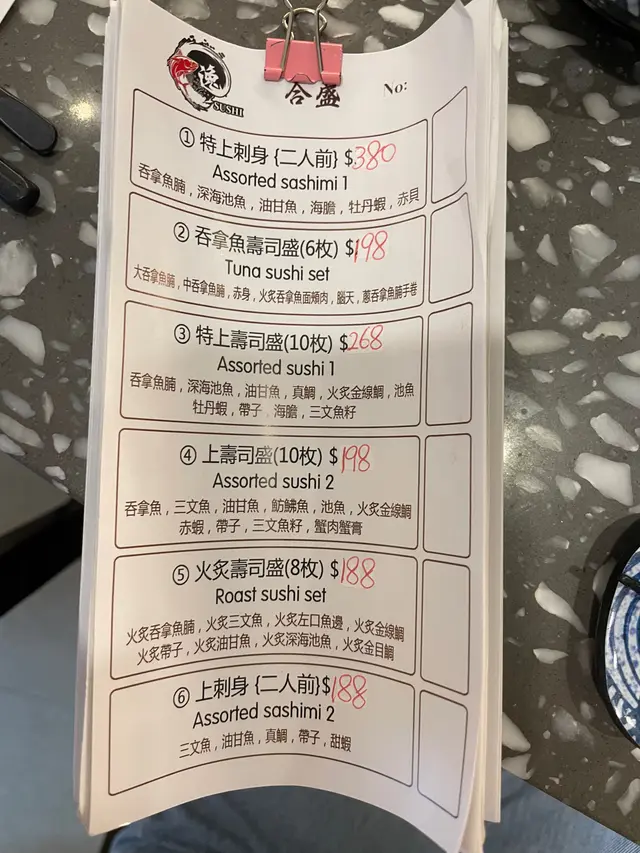 逸
SUSHI
合盛
No:
① 特上刺身 {二人前} $380
Assorted sashimi 1
吞拿魚腩 , 深海池魚 , 油甘魚 , 海膽 , 牡丹蝦 , 赤貝
② 吞拿魚壽司盛(6枚) $198
Tuna sushi set
大吞拿魚腩 , 中吞拿魚腩 , 赤身 , 火炙吞拿魚面頰肉 , 腦天 , 蔥吞拿魚腩手卷
③ 特上壽司盛(10枚) $268
Assorted sushi 1
吞拿魚腩 , 深海池魚 , 油甘魚 , 真鯛 , 火炙金線鯛 , 池魚
牡丹蝦 , 帶子 , 海膽 , 三文魚籽
④ 上壽司盛(10枚) $198
Assorted sushi 2
吞拿魚 , 三文魚 , 油甘魚 , 魴鮄魚 , 池魚 , 火炙金線鯛
赤蝦 , 帶子 , 三文魚籽 , 蟹肉蟹膏
⑤ 火炙壽司盛(8枚) $188
Roast sushi set
火炙吞拿魚腩 , 火炙三文魚 , 火炙左口魚邊 , 火炙金線鯛
火炙帶子 , 火炙油甘魚 , 火炙深海池魚 , 火炙金目鯛
⑥ 上刺身 {二人前}$188
Assorted sashimi 2
三文魚 , 油甘魚 , 真鯛 , 帶子 , 甜蝦